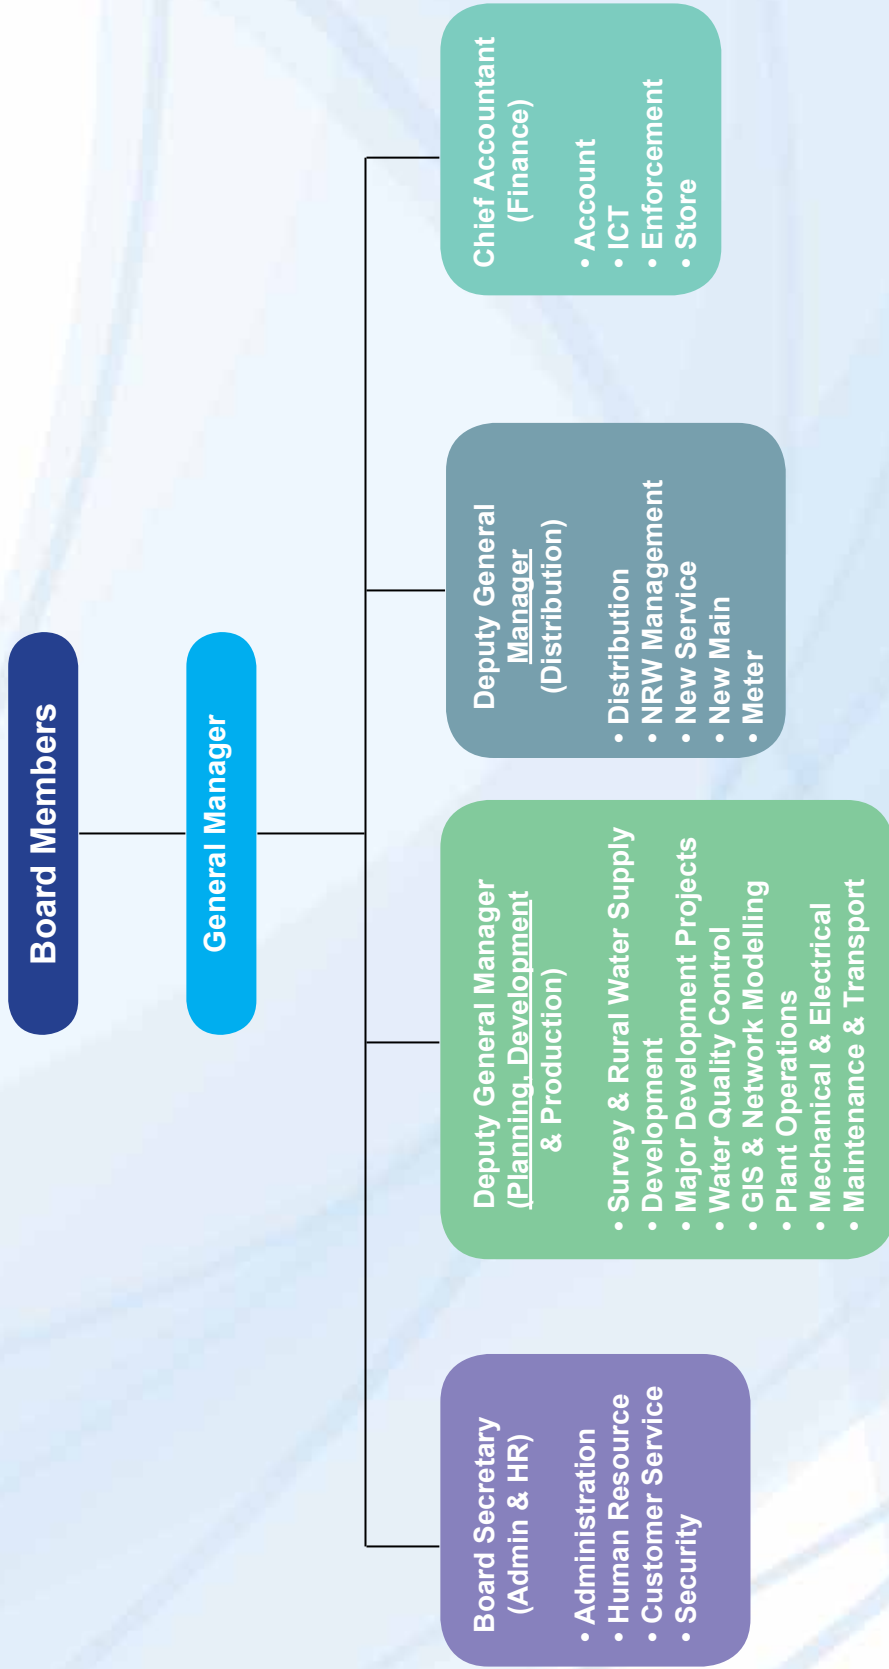 Board Members
General Manager
Board Secretary
(Admin & HR)
• Administration
• Human Resource
• Customer Service
• Security
Deputy General Manager
(Planning, Development
& Production)
• Survey & Rural Water Supply
• Development
• Major Development Projects
• Water Quality Control
• GIS & Network Modelling
• Plant Operations
• Mechanical & Electrical
• Maintenance & Transport
Deputy General
Manager
(Distribution)
• Distribution
• NRW Management
• New Service
• New Main
• Meter
Chief Accountant
(Finance)
• Account
• ICT
• Enforcement
• Store